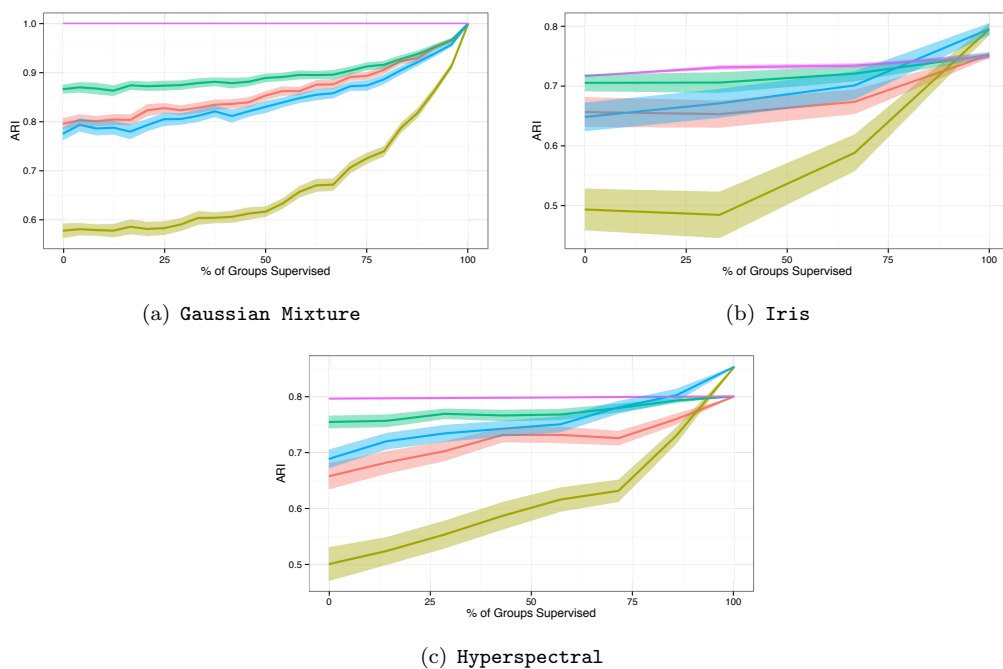 1.0
0.9
0.8
0.7
0.6
ARI
0 25 50 75 100
% of Groups Supervised
(a) Gaussian Mixture
0.8
0.7
0.6
0.5
ARI
0 25 50 75 100
% of Groups Supervised
(b) Iris
0.8
0.7
0.6
0.5
ARI
0 25 50 75 100
% of Groups Supervised
(c) Hyperspectral